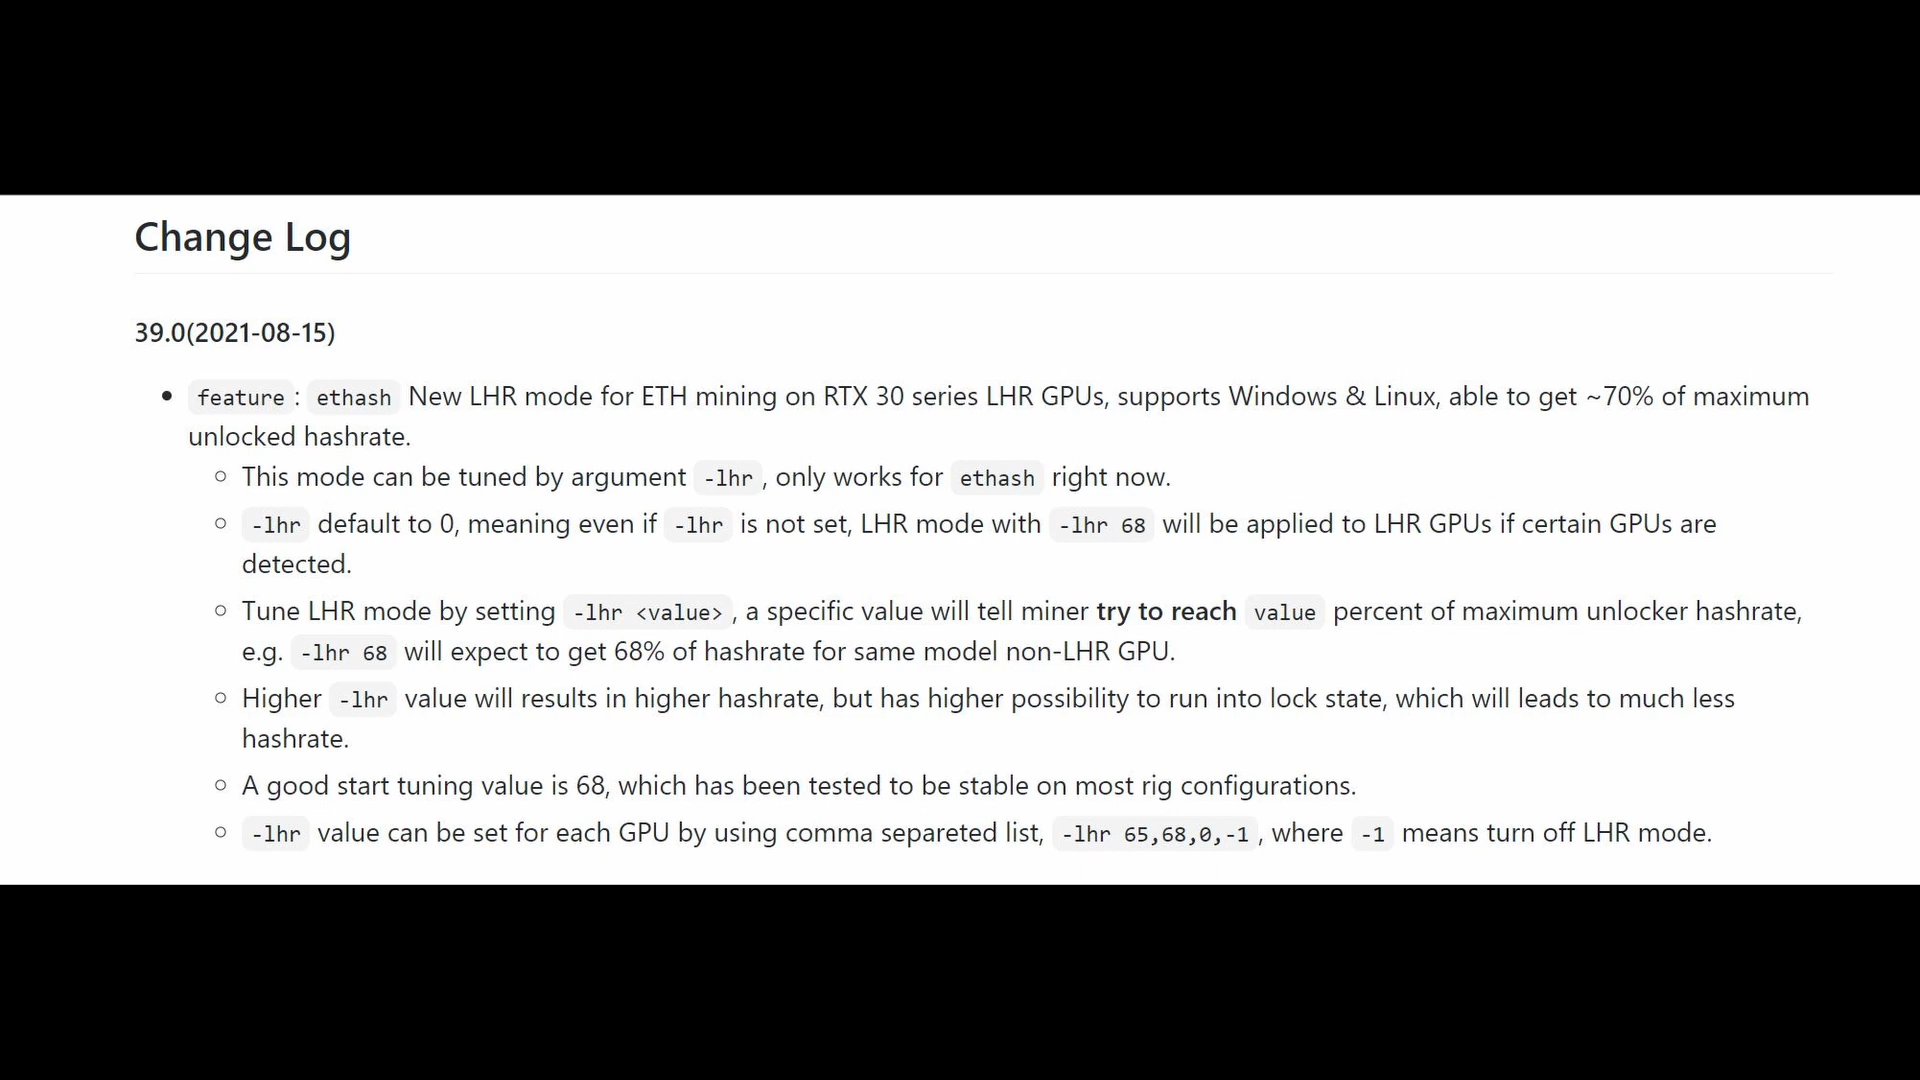 Change Log
39.0(2021-08-15)
feature : ethash New LHR mode for ETH mining on RTX 30 series LHR GPUs, supports Windows & Linux, able to get ~70% of maximum
unlocked hashrate.
This mode can be tuned by argument -lhr , only works for ethash right now.
-lhr default to 0, meaning even if -lhr is not set, LHR mode with -lhr 68 will be applied to LHR GPUs if certain GPUs are
detected.
Tune LHR mode by setting -lhr <value> , a specific value will tell miner try to reach value percent of maximum unlocker hashrate,
e.g. -lhr 68 will expect to get 68% of hashrate for same model non-LHR GPU.
Higher -lhr value will results in higher hashrate, but has higher possibility to run into lock state, which will leads to much less
hashrate.
A good start tuning value is 68, which has been tested to be stable on most rig configurations.
-lhr value can be set for each GPU by using comma separeted list, -lhr 65,68,0,-1 , where -1 means turn off LHR mode.